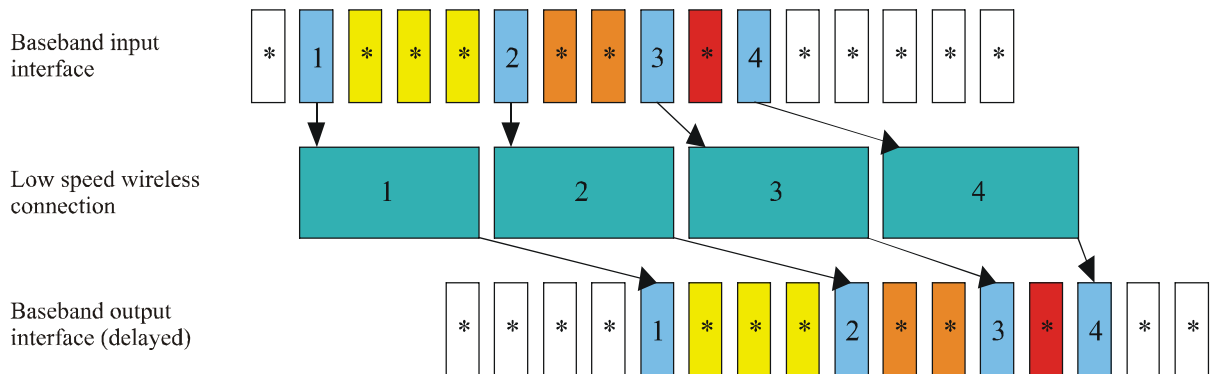 Baseband input
interface
* 1 * * * 2 * * 3 * 4 * * * * *
Low speed wireless
connection
1 2 3 4
Baseband output
interface (delayed)
* * * * 1 * * * 2 * * 3 * 4 * *